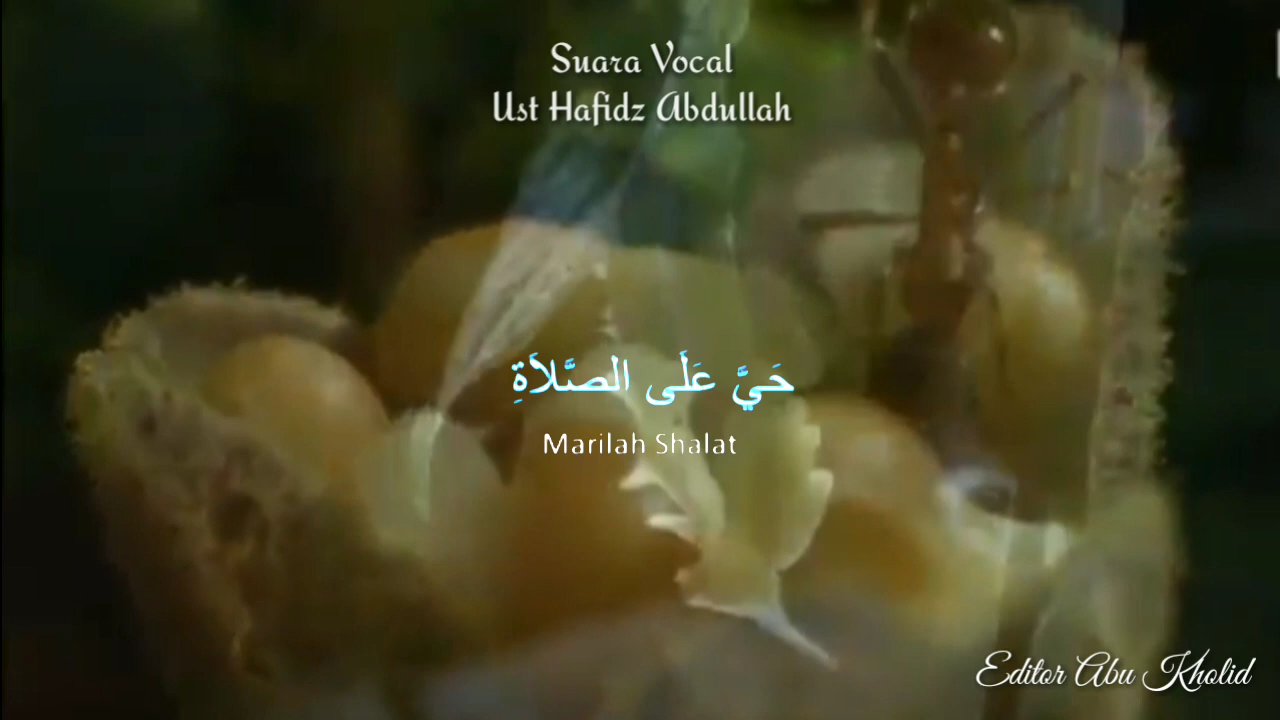 Suara Vocal
Ust Hafidz Abdullah
حَيَّ عَلَى الصَّلاَةِ
Marilah Shalat
Editor Abu Kholid